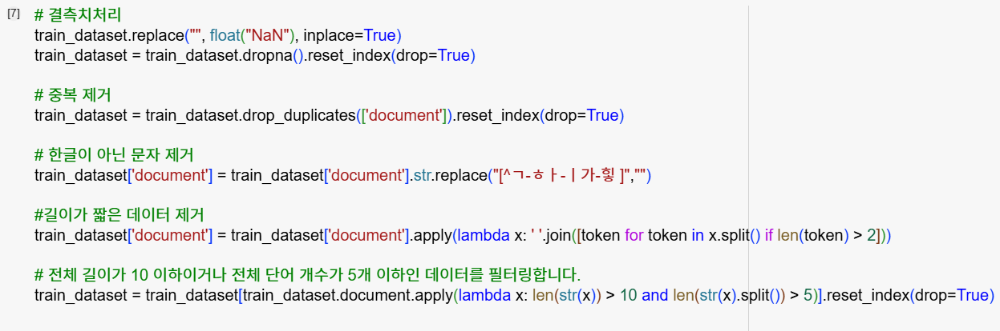 [7] # 결측치처리
train_dataset.replace("", float("NaN"), inplace=True)
train_dataset = train_dataset.dropna().reset_index(drop=True)
# 중복 제거
train_dataset = train_dataset.drop_duplicates(['document']).reset_index(drop=True)
# 한글이 아닌 문자 제거
train_dataset['document'] = train_dataset['document'].str.replace("[^ㄱ-ㅎㅏ-ㅣ가-힣 ]","")
#길이가 짧은 데이터 제거
train_dataset['document'] = train_dataset['document'].apply(lambda x: ' '.join([token for token in x.split() if len(token) > 2]))
# 전체 길이가 10 이하이거나 전체 단어 개수가 5개 이하인 데이터를 필터링합니다.
train_dataset = train_dataset[train_dataset.document.apply(lambda x: len(str(x)) > 10 and len(str(x).split()) > 5)].reset_index(drop=True)